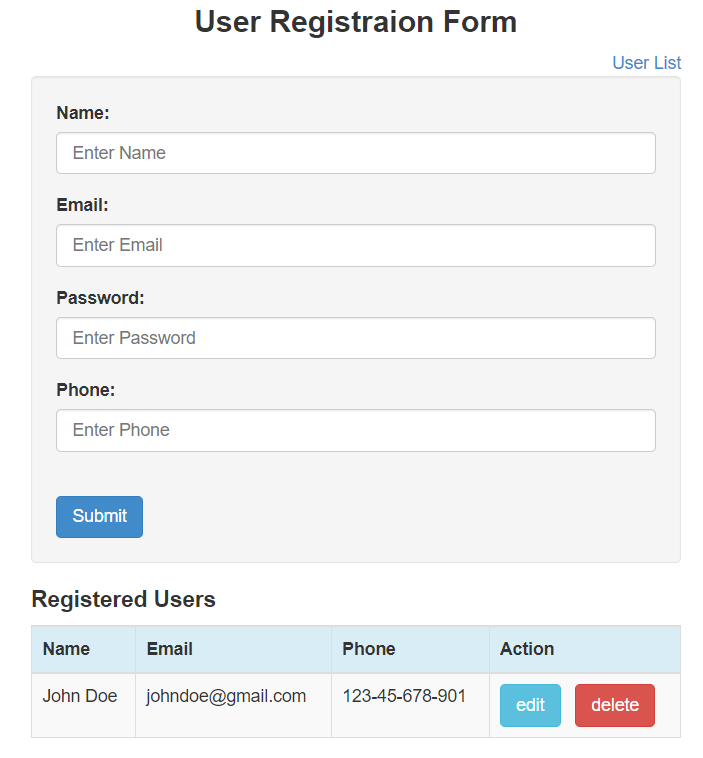 User Registraion Form
User List
Name:
Enter Name
Email:
Enter Email
Password:
Enter Password
Phone:
Enter Phone
Submit
Registered Users
Name Email Phone Action
John Doe johndoe@gmail.com 123-45-678-901 edit delete